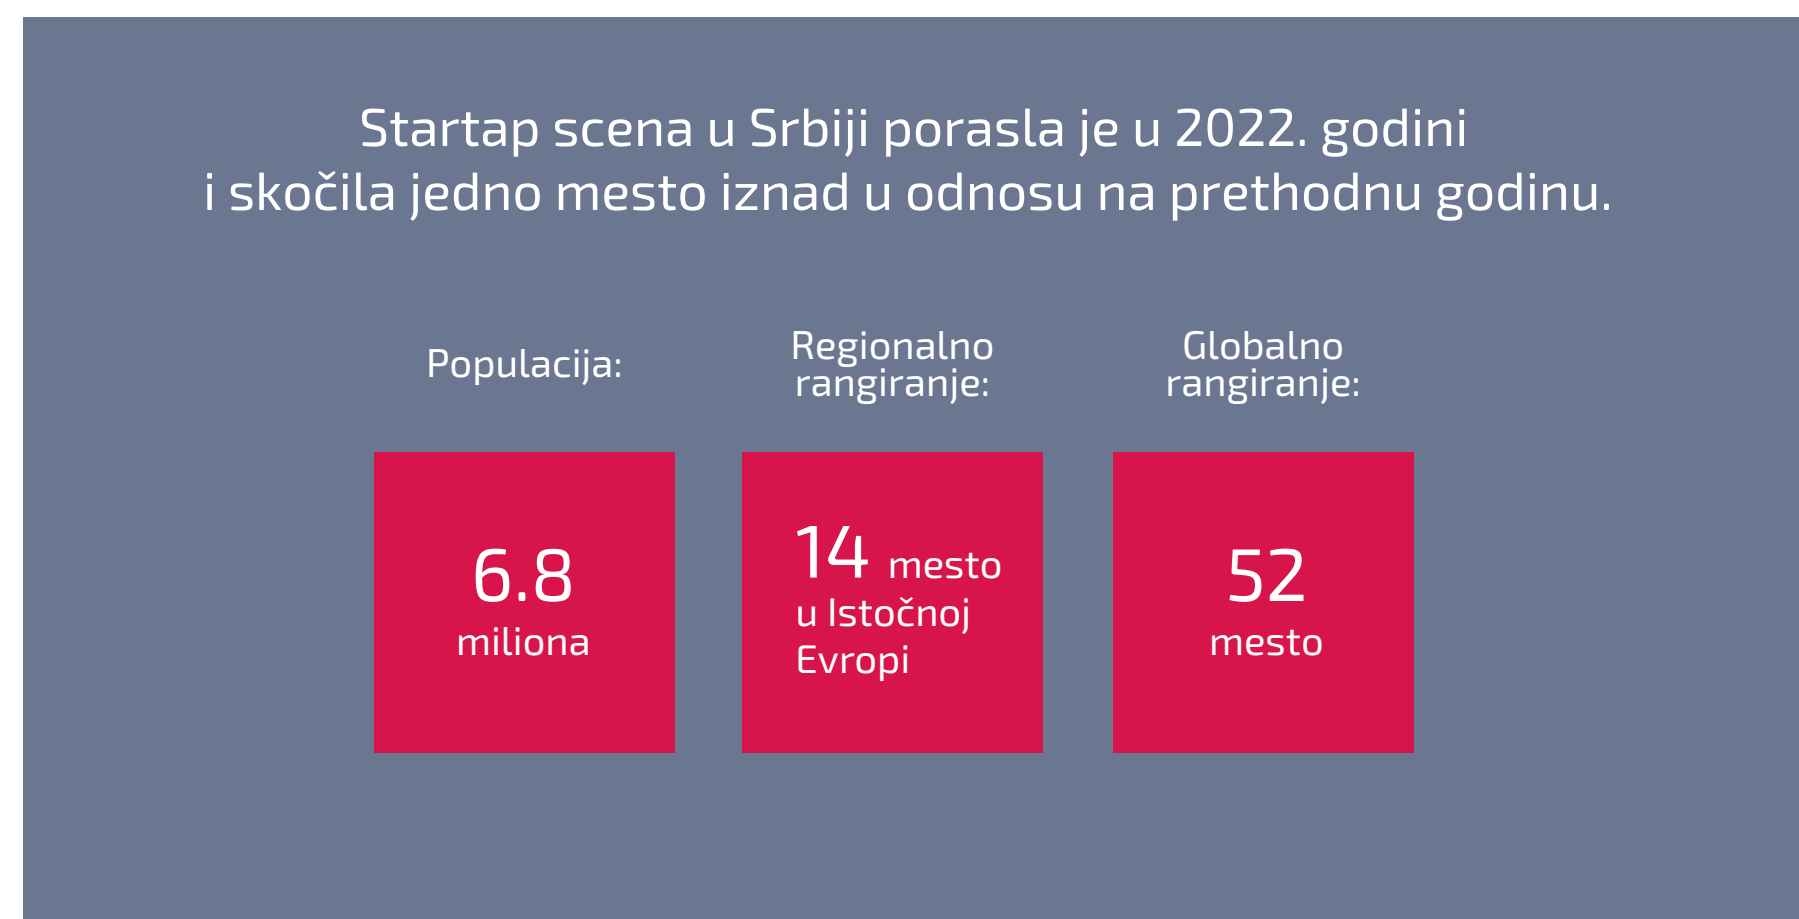 Startap scena u Srbiji porasla je u 2022. godini
i skočila jedno mesto iznad u odnosu na prethodnu godinu.
Populacija:
6.8
miliona
Regionalno
rangiranje:
14 mesto
u Istočnoj
Evropi
Globalno
rangiranje:
52
mesto